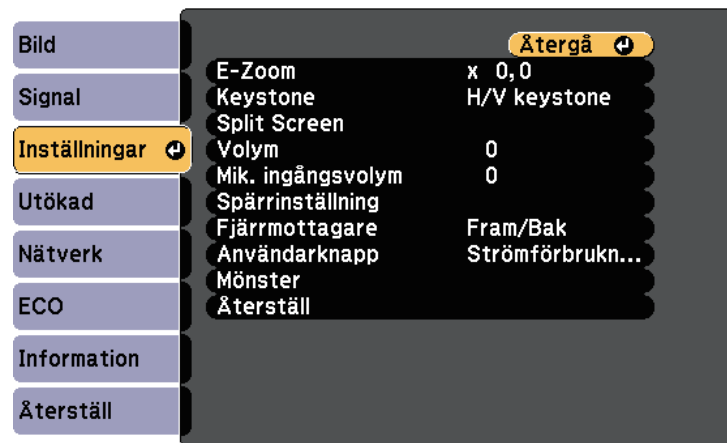 Bild
Signal
Inställningar
Utökad
Nätverk
ECO
Information
Återställ
Återgå
E-Zoom x 0,0
Keystone H/V keystone
Split Screen
Volym 0
Mik. ingångsvolym 0
Spärrinställning
Fjärrmottagare Fram/Bak
Användarknapp Strömförbrukn...
Mönster
Återställ